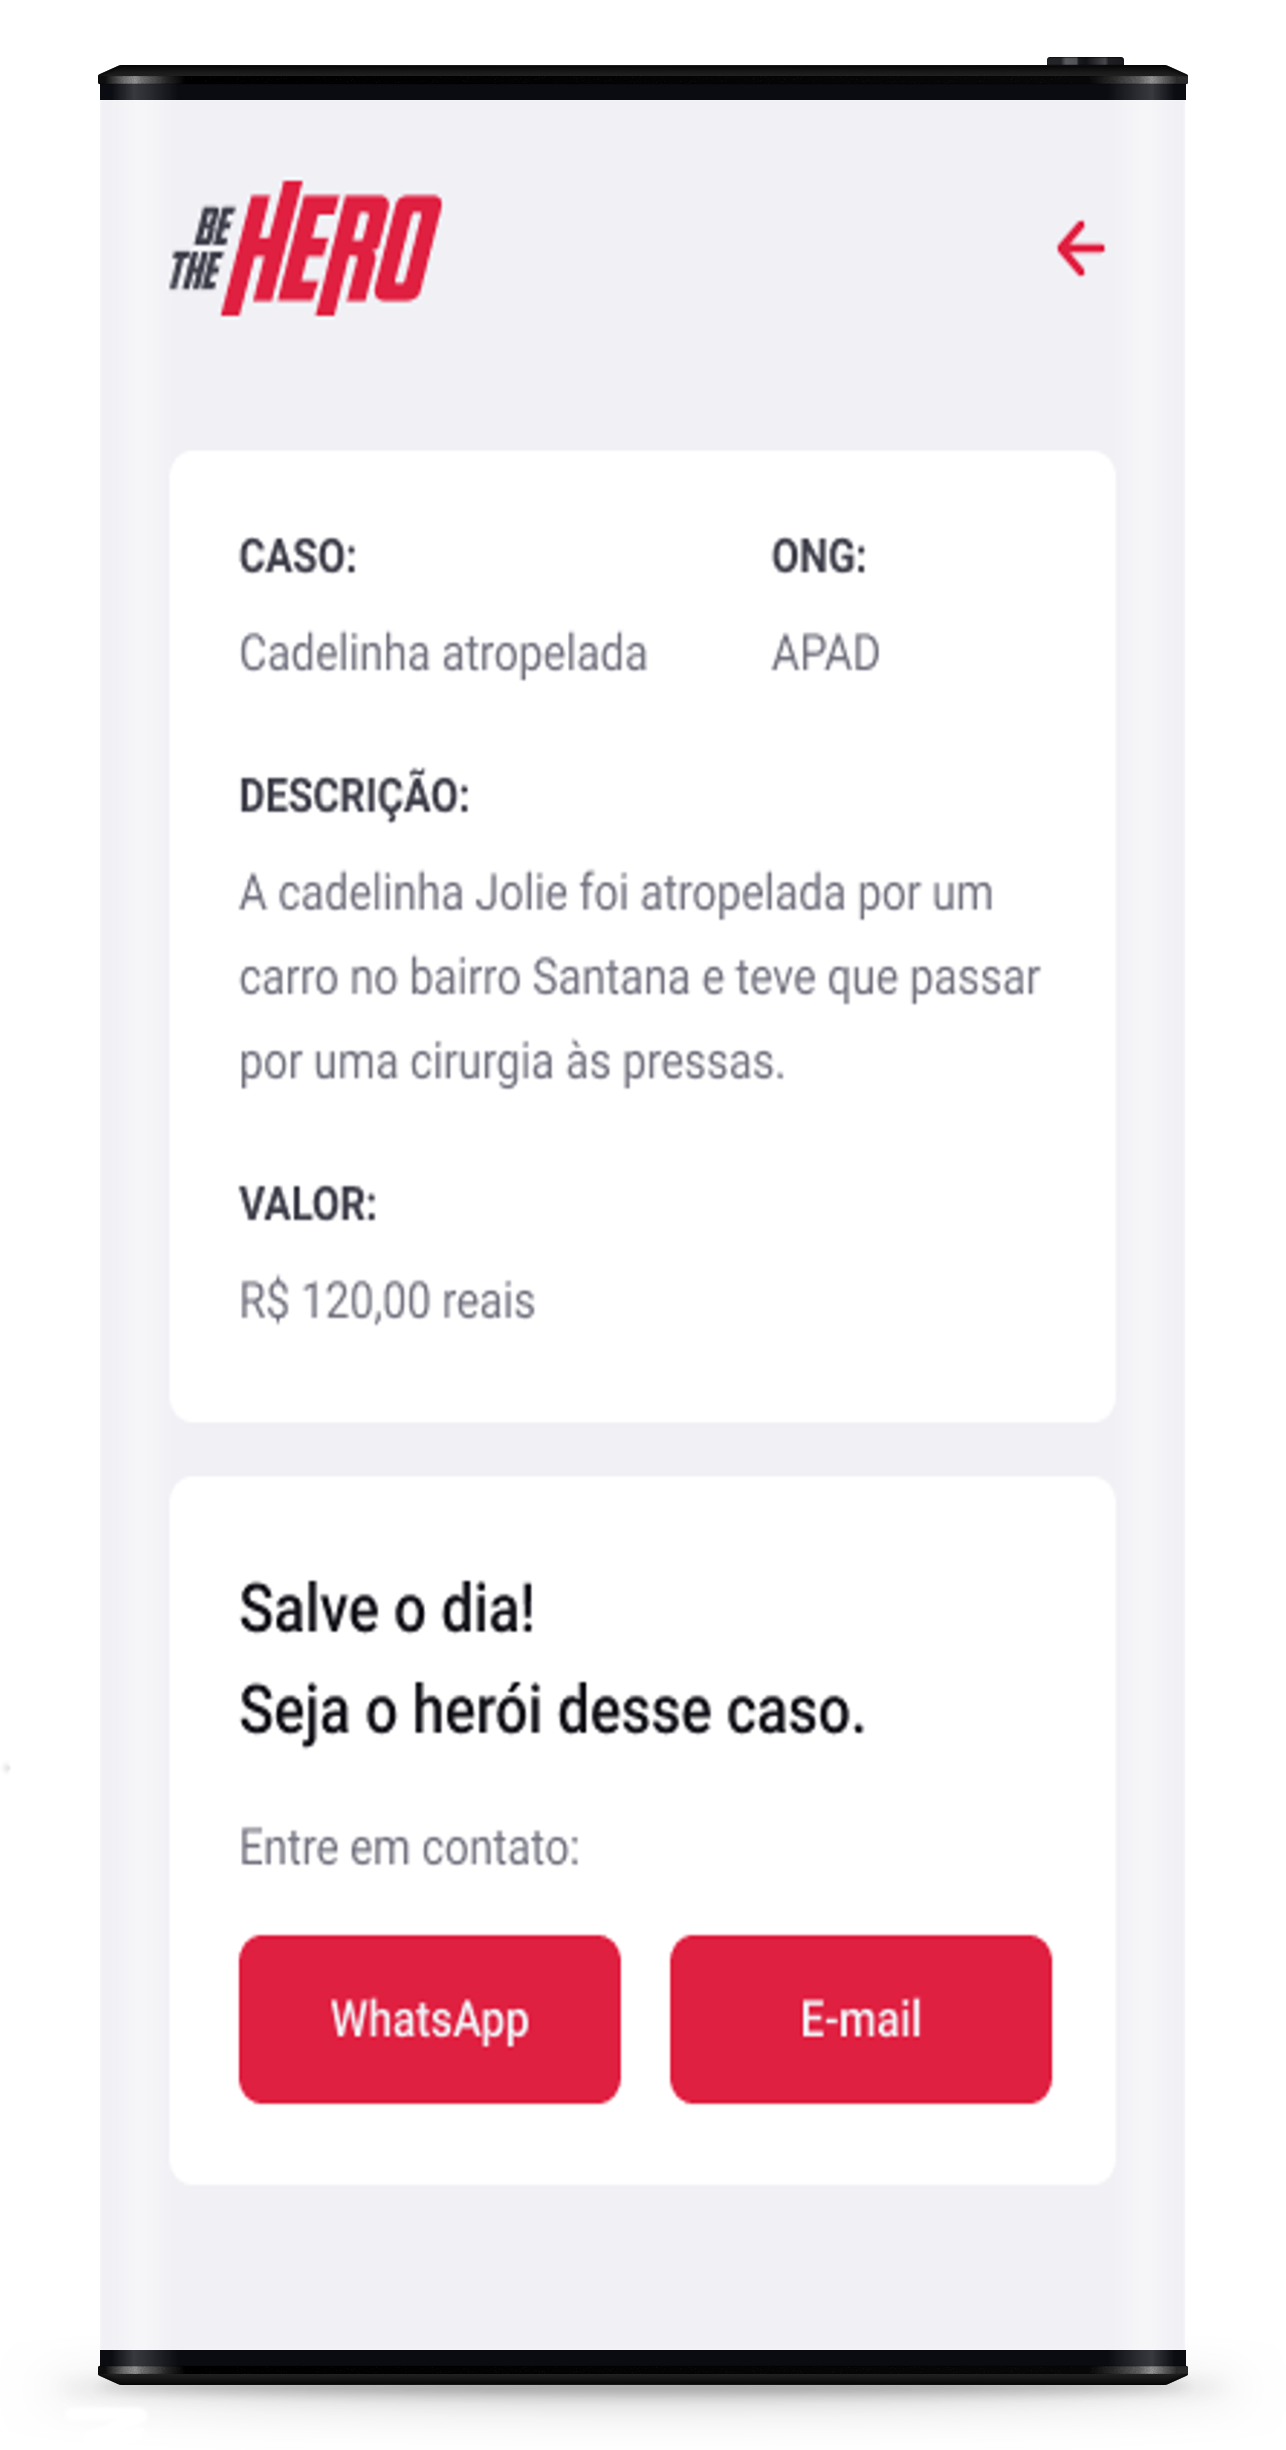 BE
THE HERO
CASO: ONG:
Cadelinha atropelada APAD
DESCRIÇÃO:
A cadelinha Jolie foi atropelada por um
carro no bairro Santana e teve que passar
por uma cirurgia às pressas.
VALOR:
R$ 120,00 reais
Salve o dia!
Seja o herói desse caso.
Entre em contato:
WhatsApp E-mail